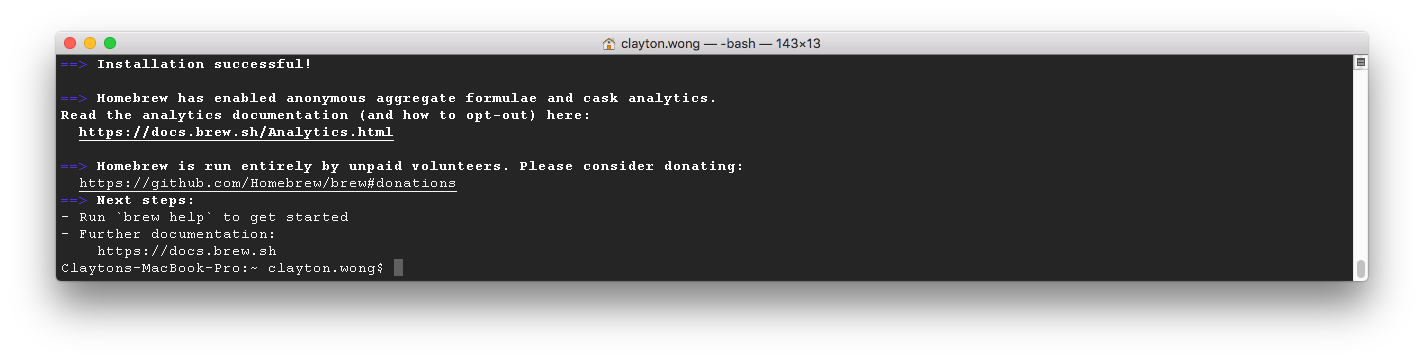 clayton.wong — -bash — 143×13
==> Installation successful!
==> Homebrew has enabled anonymous aggregate formulae and cask analytics.
Read the analytics documentation (and how to opt-out) here:
https://docs.brew.sh/Analytics.html
==> Homebrew is run entirely by unpaid volunteers. Please consider donating:
https://github.com/Homebrew/brew#donations
==> Next steps:
- Run `brew help` to get started
- Further documentation:
https://docs.brew.sh
Claytons-MacBook-Pro:~ clayton.wong$